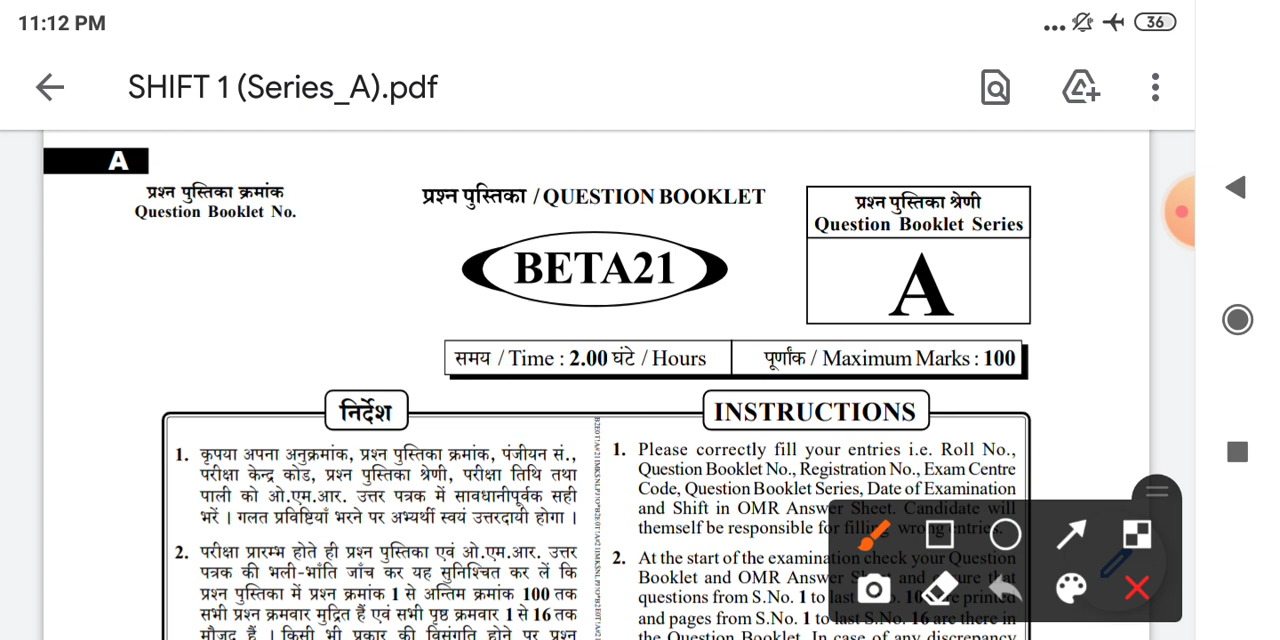 11:12 PM
36
SHIFT 1 (Series_A).pdf
A
प्रश्न पुस्तिका क्रमांक
Question Booklet No.
प्रश्न पुस्तिका / QUESTION BOOKLET
प्रश्न पुस्तिका श्रेणी
Question Booklet Series
A
BETA21
समय / Time : 2.00 घंटे / Hours
पूर्णांक / Maximum Marks : 100
निर्देश
1. कृपया अपना अनुक्रमांक, प्रश्न पुस्तिका क्रमांक, पंजीयन सं.,
परीक्षा केन्द्र कोड, प्रश्न पुस्तिका श्रेणी, परीक्षा तिथि तथा
पाली को ओ.एम.आर. उत्तर पत्रक में सावधानीपूर्वक सही
भरें । गलत प्रविष्टियाँ भरने पर अभ्यर्थी स्वयं उत्तरदायी होगा ।
2. परीक्षा प्रारम्भ होते ही प्रश्न पुस्तिका एवं ओ.एम.आर. उत्तर
पत्रक की भली-भाँति जाँच कर यह सुनिश्चित कर लें कि
प्रश्न पुस्तिका में प्रश्न क्रमांक 1 से अन्तिम क्रमांक 100 तक
सभी प्रश्न क्रमवार मुद्रित हैं एवं सभी पृष्ठ क्रमवार 1 से 16 तक
मौजूद हैं । किसी भी प्रकार की विसंगति होने पर प्रश्न
INSTRUCTIONS
1. Please correctly fill your entries i.e. Roll No.,
Question Booklet No., Registration No., Exam Centre
Code, Question Booklet Series, Date of Examination
and Shift in OMR Answer Sheet. Candidate will
themself be responsible for filling wrong entries.
2. At the start of the examination check your Question
Booklet and OMR Answer and that
questions from S.No. 1 to last printed
and pages from S.No. 1 to last S.No. 16 are there in
the Question Booklet. In case of any discrepancy